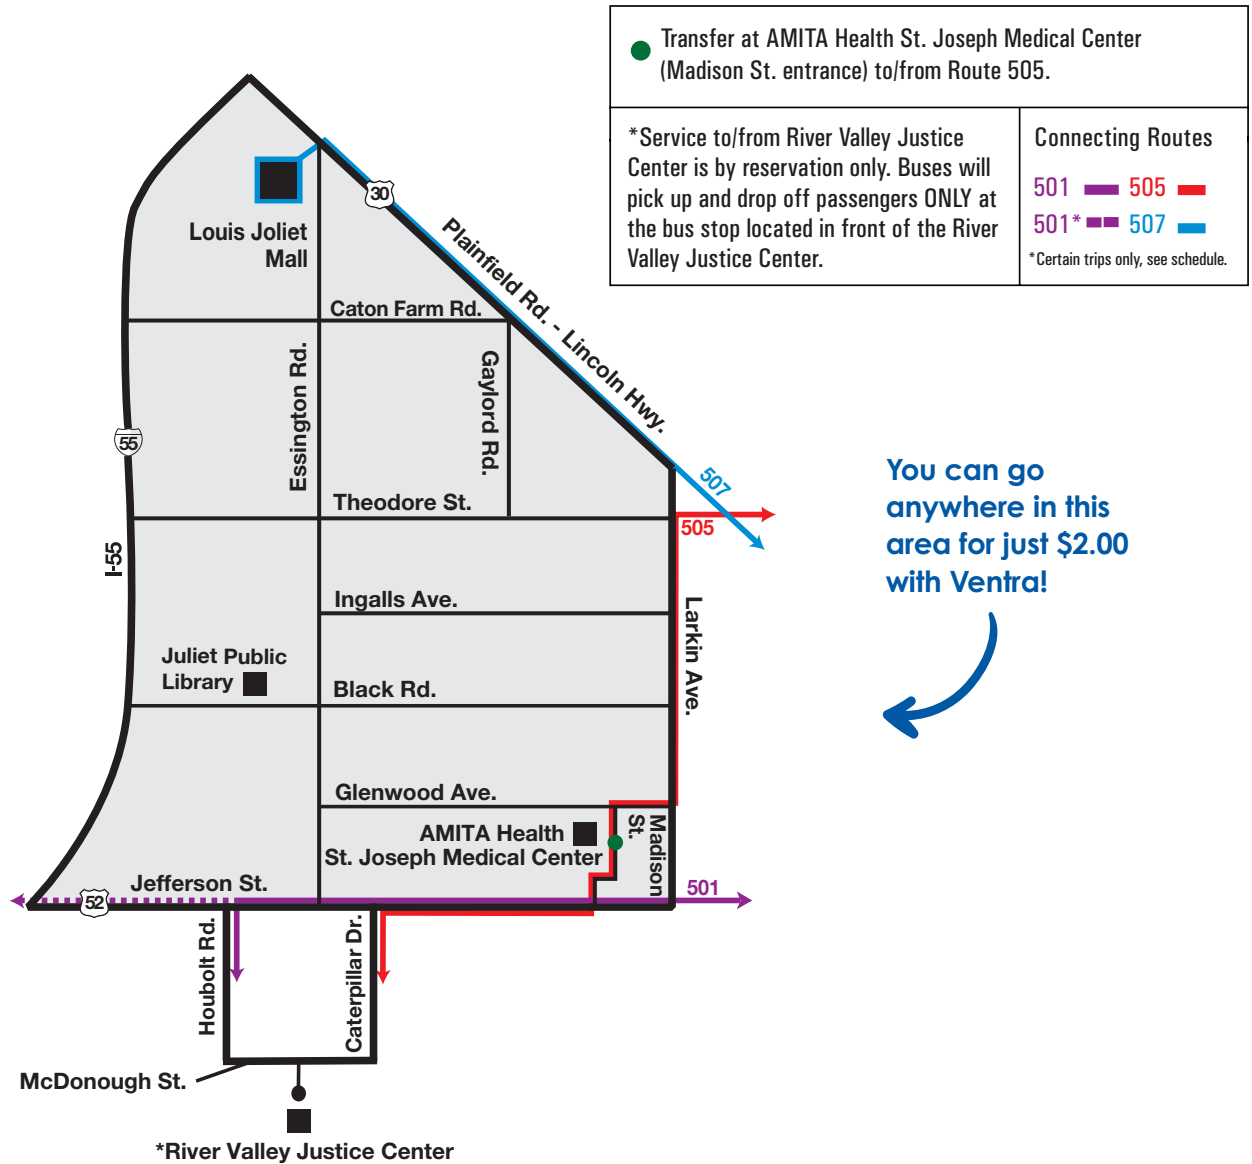 Transfer at AMITA Health St. Joseph Medical Center
(Madison St. entrance) to/from Route 505.
*Service to/from River Valley Justice
Center is by reservation only. Buses will
pick up and drop off passengers ONLY at
the bus stop located in front of the River
Valley Justice Center.
Connecting Routes
501 505
501* 507
*Certain trips only, see schedule.
30
Louis Joliet
Mall
Plainfield Rd. - Lincoln Hwy.
Caton Farm Rd.
Essington Rd.
Gaylord Rd.
55
I-55
Theodore St.
507
505
You can go
anywhere in this
area for just $2.00
with Ventra!
Ingalls Ave.
Larkin Ave.
Juliet Public
Library
Black Rd.
Glenwood Ave.
AMITA Health
St. Joseph Medical Center
Madison
St.
Jefferson St.
52
501
Houbolt Rd.
Caterpillar Dr.
McDonough St.
*River Valley Justice Center